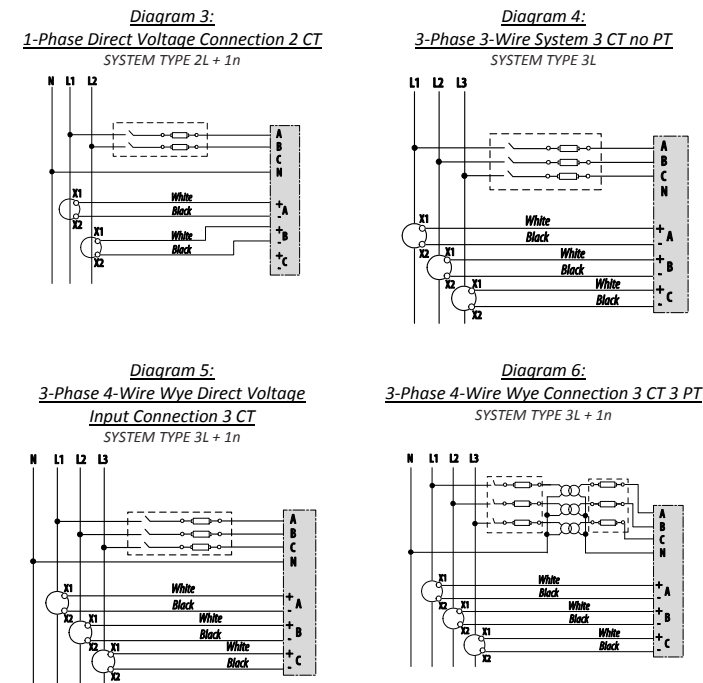 Diagram 3:
1-Phase Direct Voltage Connection 2 CT
SYSTEM TYPE 2L + 1n
N L1 L2
A
B
C
N
X1
White
+
A
Black
-
X2
X1
White
+
B
Black
-
X2
+
C
-
Diagram 4:
3-Phase 3-Wire System 3 CT no PT
SYSTEM TYPE 3L
L1 L2 L3
A
B
C
N
X1
White
+
A
Black
-
X2
X1
White
+
B
Black
-
X2
X1
White
+
C
Black
-
X2
Diagram 5:
3-Phase 4-Wire Wye Direct Voltage
Input Connection 3 CT
SYSTEM TYPE 3L + 1n
N L1 L2 L3
A
B
C
N
X1
White
+
A
Black
-
X2
X1
White
+
B
Black
-
X2
X1
White
+
C
Black
-
X2
Diagram 6:
3-Phase 4-Wire Wye Connection 3 CT 3 PT
SYSTEM TYPE 3L + 1n
N L1 L2 L3
A
B
C
N
X1
White
+
A
Black
-
X2
X1
White
+
B
Black
-
X2
X1
White
+
C
Black
-
X2